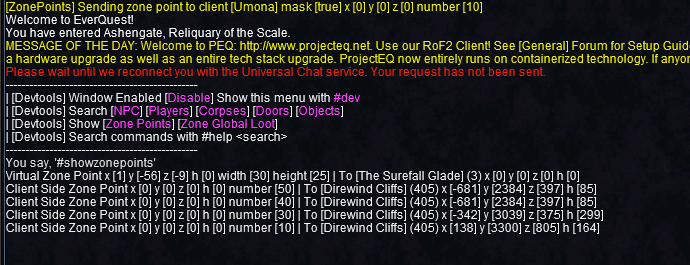 [ZonePoints] Sending zone point to client [Umona] mask [true] x [0] y [0] z [0] number [10]
Welcome to EverQuest!
You have entered Ashengate, Reliquary of the Scale.
MESSAGE OF THE DAY: Welcome to PEQ: http://www.projecteq.net. Use our RoF2 Client! See [General] Forum for Setup Guid
a hardware upgrade as well as an entire tech stack upgrade. ProjectEQ now entirely runs on containerized technology. If anyo
Please wait until we reconnect you with the Universal Chat service. Your request has not been sent.
------------------------------------------------
| [Devtools] Window Enabled [Disable] Show this menu with #dev
| [Devtools] Search [NPC] [Players] [Corpses] [Doors] [Objects]
| [Devtools] Show [Zone Points] [Zone Global Loot]
| [Devtools] Search commands with #help <search>
------------------------------------------------
You say, '#showzonepoints'
Virtual Zone Point x [1] y [-56] z [-9] h [0] width [30] height [25] | To [The Surefall Glade] (3) x [0] y [0] z [0] h [0]
Client Side Zone Point x [0] y [0] z [0] h [0] number [50] | To [Direwind Cliffs] (405) x [-681] y [2384] z [397] h [85]
Client Side Zone Point x [0] y [0] z [0] h [0] number [40] | To [Direwind Cliffs] (405) x [-681] y [2384] z [397] h [85]
Client Side Zone Point x [0] y [0] z [0] h [0] number [30] | To [Direwind Cliffs] (405) x [-342] y [3039] z [375] h [299]
Client Side Zone Point x [0] y [0] z [0] h [0] number [10] | To [Direwind Cliffs] (405) x [138] y [3300] z [805] h [164]